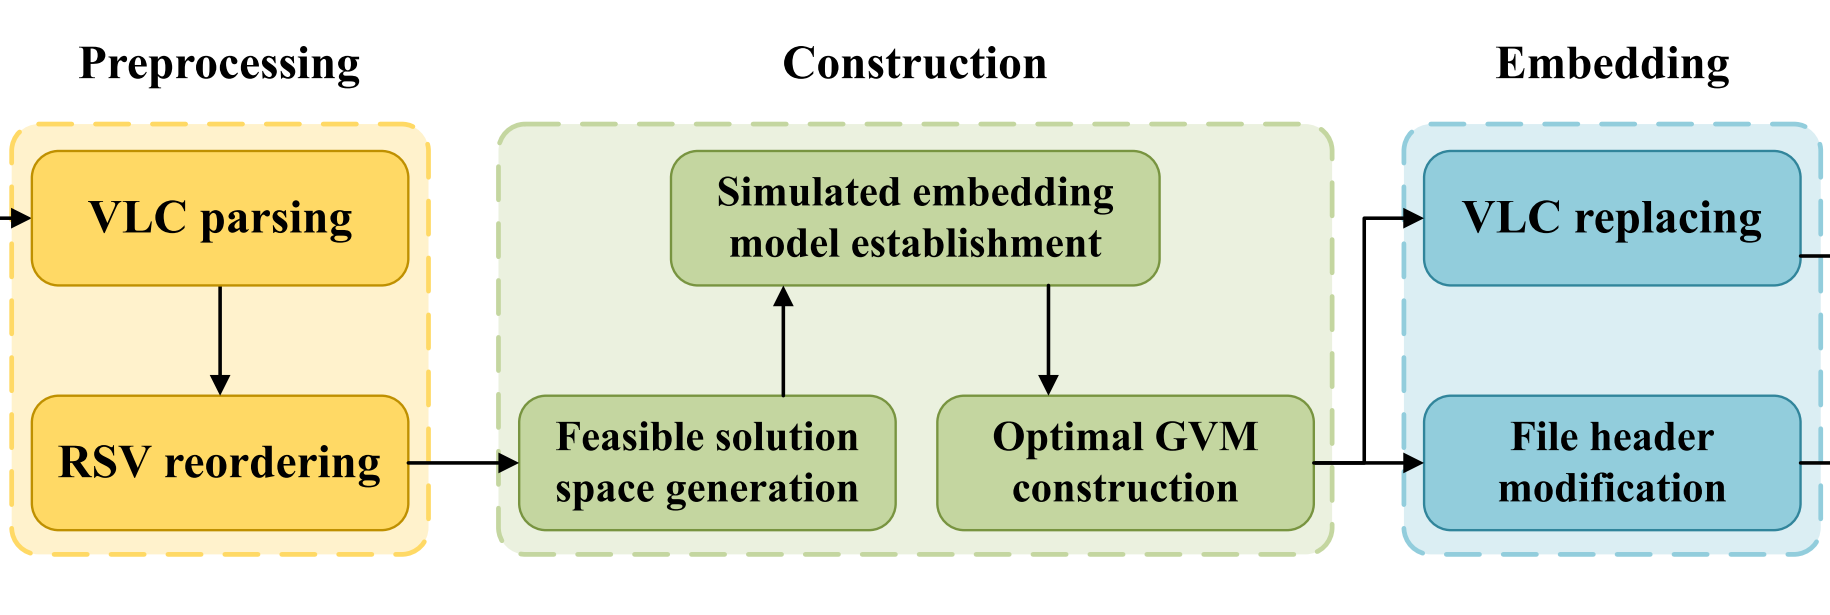 Preprocessing
VLC parsing
RSV reordering
Construction
Simulated embedding
model establishment
Feasible solution
space generation
Optimal GVM
construction
Embedding
VLC replacing
File header
modification